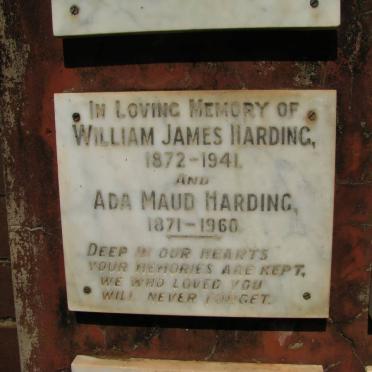 IN LOVING MEMORY OF
WILLIAM JAMES HARDING,
1872-1941.
AND
ADA MAUD HARDING,
1871-1960
DEEP IN OUR HEARTS
YOUR MEMORIES ARE KEPT,
WE WHO LOVED YOU
WILL NEVER FORGET.